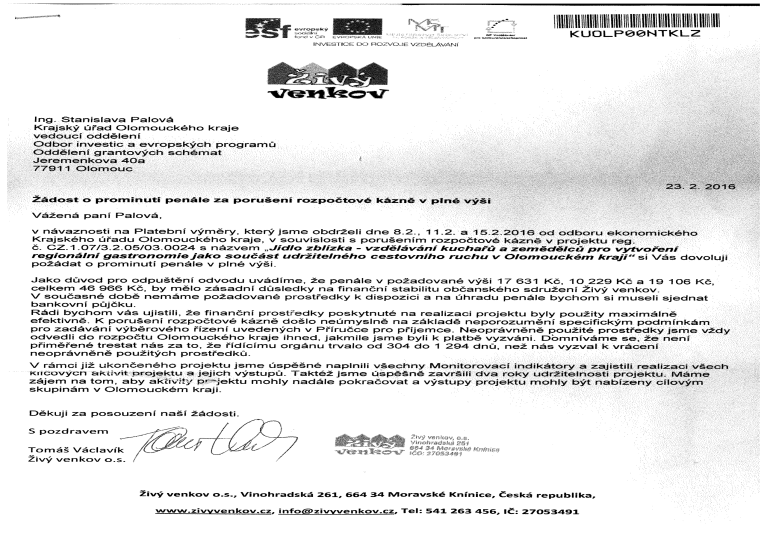 esf evropský sociální fond v ČR EVROPSKÁ UNIE
INVESTICE DO ROZVOJE VZDĚLÁVÁNÍ
KUOLP00NTKLZ
Živý
venkov
Ing. Stanislava Palová
Krajský úřad Olomouckého kraje
vedoucí oddělení
Odbor investic a evropských programů
Oddělení grantových schémat
Jeremenkova 40a
77911 Olomouc
23. 2. 2016
Žádost o prominutí penále za porušení rozpočtové kázně v plné výši
Vážená paní Palová,
v návaznosti na Platební výměry, který jsme obdrželi dne 8.2., 11.2. a 15.2.2016 od odboru ekonomického
Krajského úřadu Olomouckého kraje, v souvislosti s porušením rozpočtové kázně v projektu reg.
č. CZ.1.07/3.2.05/03.0024 s názvem „Jídlo zblízka - vzdělávání kuchařů a zemědělců pro vytvoření
regionální gastronomie jako součást udržitelného cestovního ruchu v Olomouckém kraji" si Vás dovoluji
požádat o prominutí penále v plné výši.
Jako důvod pro odpuštění odvodu uvádíme, že penále v požadované výši 17 631 Kč, 10 229 Kč a 19 106 Kč,
celkem 46 966 Kč, by mělo zásadní důsledky na finanční stabilitu občanského sdružení Živý venkov.
V současné době nemáme požadované prostředky k dispozici a na úhradu penále bychom si museli sjednat
bankovní půjčku.
Rádi bychom vás ujistili, že finanční prostředky poskytnuté na realizaci projektu byly použity maximálně
efektivně. K porušení rozpočtové kázně došlo neúmyslně na základě neporozumění specifickým podmínkám
pro zadávání výběrového řízení uvedených v Příručce pro příjemce. Neoprávněně použité prostředky jsme vždy
odvedli do rozpočtu Olomouckého kraje ihned, jakmile jsme byli k platbě vyzváni. Domníváme se, že není
přiměřené trestat nás za to, že řídícímu orgánu trvalo od 304 do 1 294 dnů, než nás vyzval k vrácení
neoprávněně použitých prostředků.
V rámci již ukončeného projektu jsme úspěšně naplnili všechny Monitorovací indikátory a zajistili realizaci všech
klíčových aktivit projektu a jejich výstupů. Taktéž jsme úspěšně završili dva roky udržitelnosti projektu. Máme
zájem na tom, aby aktivity projektu mohly nadále pokračovat a výstupy projektu mohly být nabízeny cílovým
skupinám v Olomouckém kraji.
Děkuji za posouzení naší žádosti.
S pozdravem
Tomáš Václavík
Živý venkov o.s.
Živý venkov, o.s.
Vinohradská 261
664 34 Moravské Knínice
IČO: 27053491
Živý venkov o.s., Vinohradská 261, 664 34 Moravské Knínice, Česká republika,
www.zivyvenkov.cz, info@zivyvenkov.cz, Tel: 541 263 456, IČ: 27053491